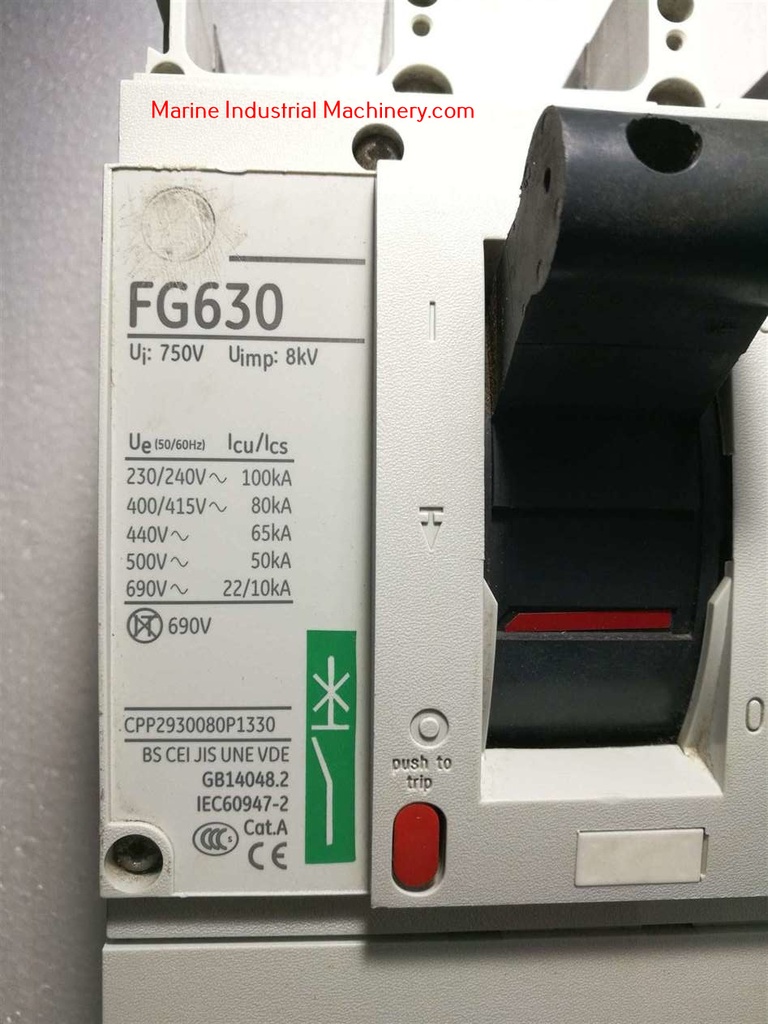 Marine Industrial Machinery.com
FG630
Ui: 750V Uimp: 8kV
Ue (50/60Hz) Icu/Ics
230/240V~ 100kA
400/415V~ 80kA
440V~ 65kA
500V~ 50kA
690V~ 22/10kA
690V
CPP2930080P1330
BS CEI JIS UNE VDE
GB14048.2
IEC60947-2
CCC S Cat.A
CE
I
O
push to
trip